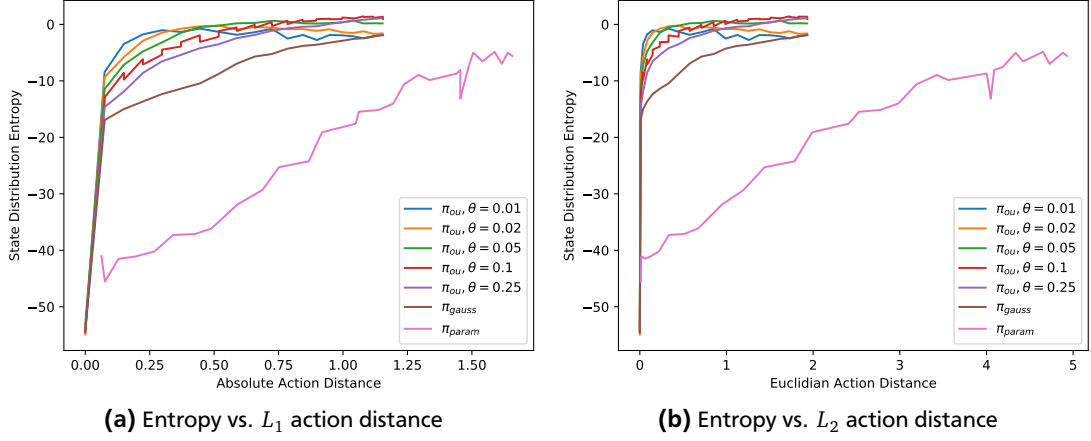 0
−10
−20
−30
−40
−50
State Distribution Entropy
0.00 0.25 0.50 0.75 1.00 1.25 1.50
Absolute Action Distance
π_ou, θ = 0.01
π_ou, θ = 0.02
π_ou, θ = 0.05
π_ou, θ = 0.1
π_ou, θ = 0.25
π_gauss
π_param
(a) Entropy vs. L₁ action distance
0
−10
−20
−30
−40
−50
State Distribution Entropy
0 1 2 3 4 5
Euclidian Action Distance
π_ou, θ = 0.01
π_ou, θ = 0.02
π_ou, θ = 0.05
π_ou, θ = 0.1
π_ou, θ = 0.25
π_gauss
π_param
(b) Entropy vs. L₂ action distance